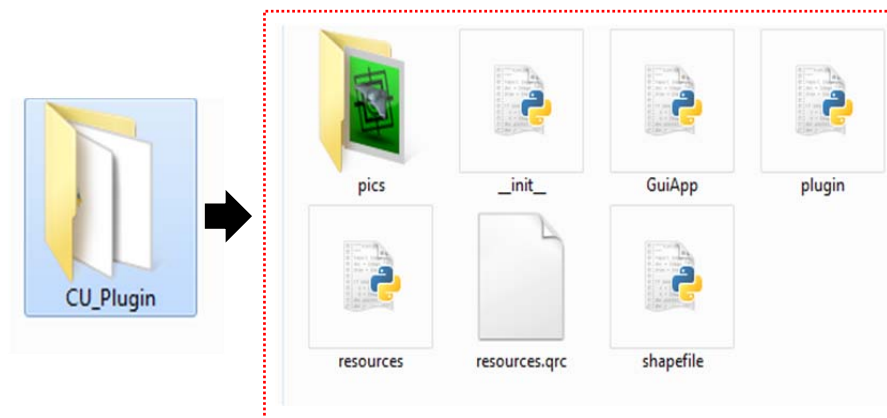 CU_Plugin
pics
__init__
GuiApp
plugin
resources
resources.qrc
shapefile